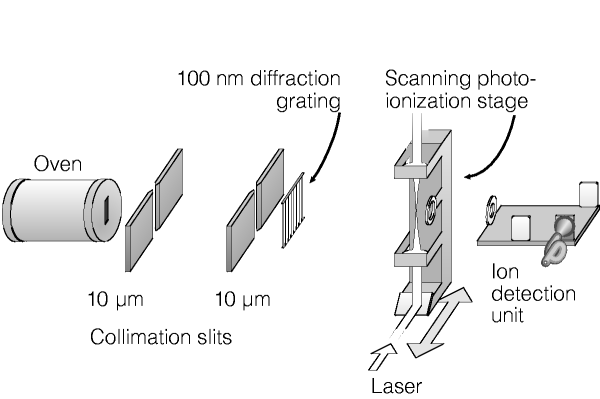 100 nm diffraction
grating
Scanning photo-
ionization stage
Oven
10 µm
10 µm
Collimation slits
Ion
detection
unit
Laser